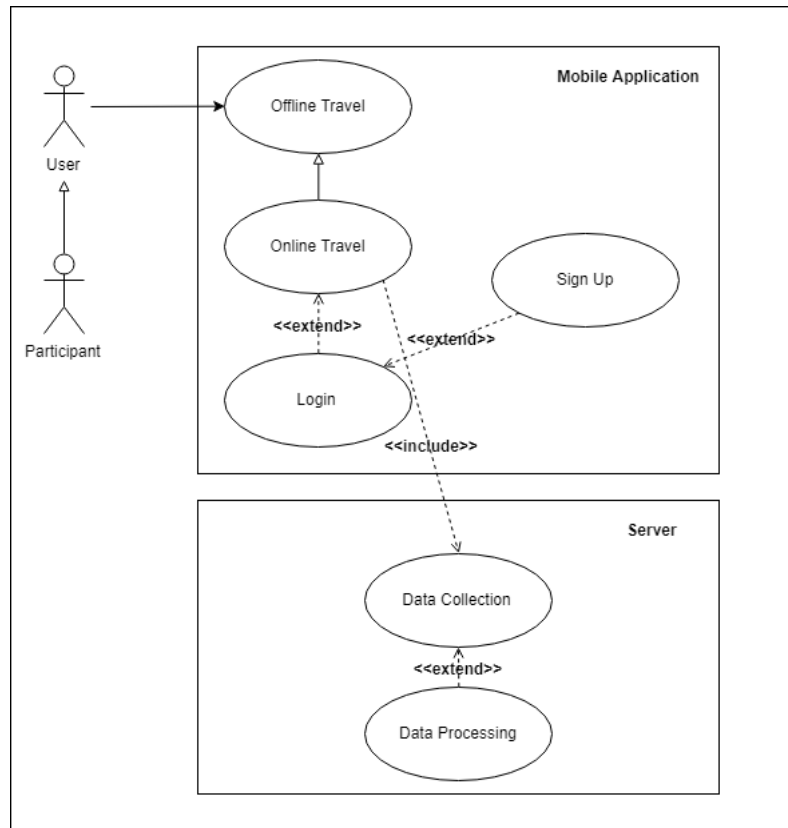 Mobile Application
Offline Travel
User
Online Travel
Sign Up
<<extend>>
<<extend>>
Participant
Login
<<include>>
Server
Data Collection
<<extend>>
Data Processing